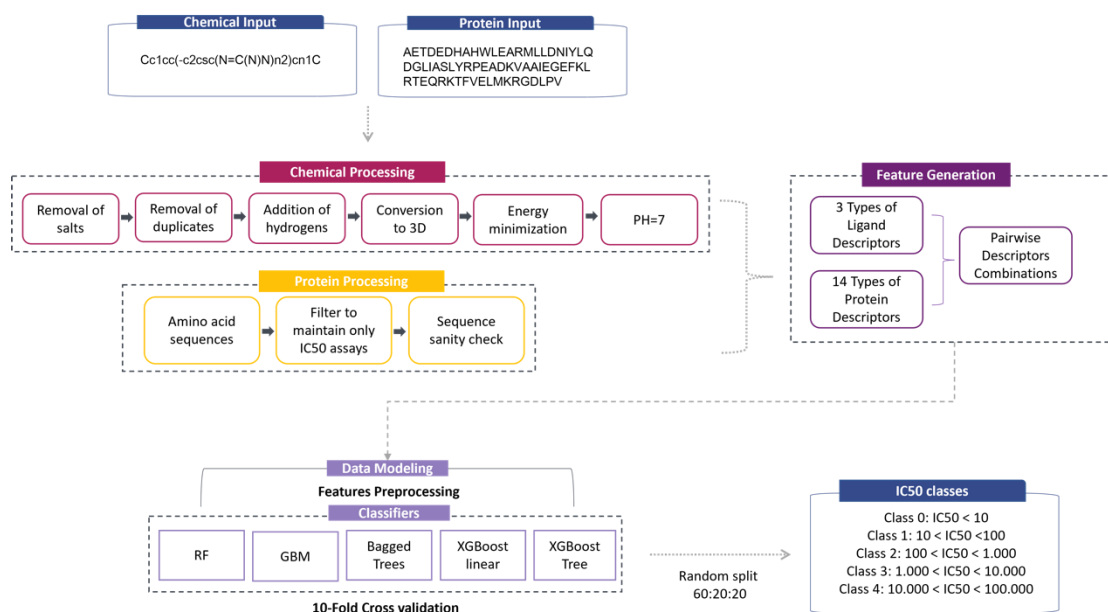 Chemical Input
Cc1cc(-c2csc(N=C(N)N)n2)cn1C
Protein Input
AETDEDHAHWLEARMLLDNIYLQ
DGLIASLYRPEADKVAAIEGEFKL
RTEQRKTFVELMKRGDLPV
Chemical Processing
Removal of
salts
Removal of
duplicates
Addition of
hydrogens
Conversion
to 3D
Energy
minimization
PH=7
Protein Processing
Amino acid
sequences
Filter to
maintain only
IC50 assays
Sequence
sanity check
Feature Generation
3 Types of
Ligand
Descriptors
14 Types of
Protein
Descriptors
Pairwise
Descriptors
Combinations
Data Modeling
Features Preprocessing
Classifiers
RF
GBM
Bagged
Trees
XGBoost
linear
XGBoost
Tree
10-Fold Cross validation
Random split
60:20:20
IC50 classes
Class 0: IC50 < 10
Class 1: 10 < IC50 <100
Class 2: 100 < IC50 < 1.000
Class 3: 1.000 < IC50 < 10.000
Class 4: 10.000 < IC50 < 100.000